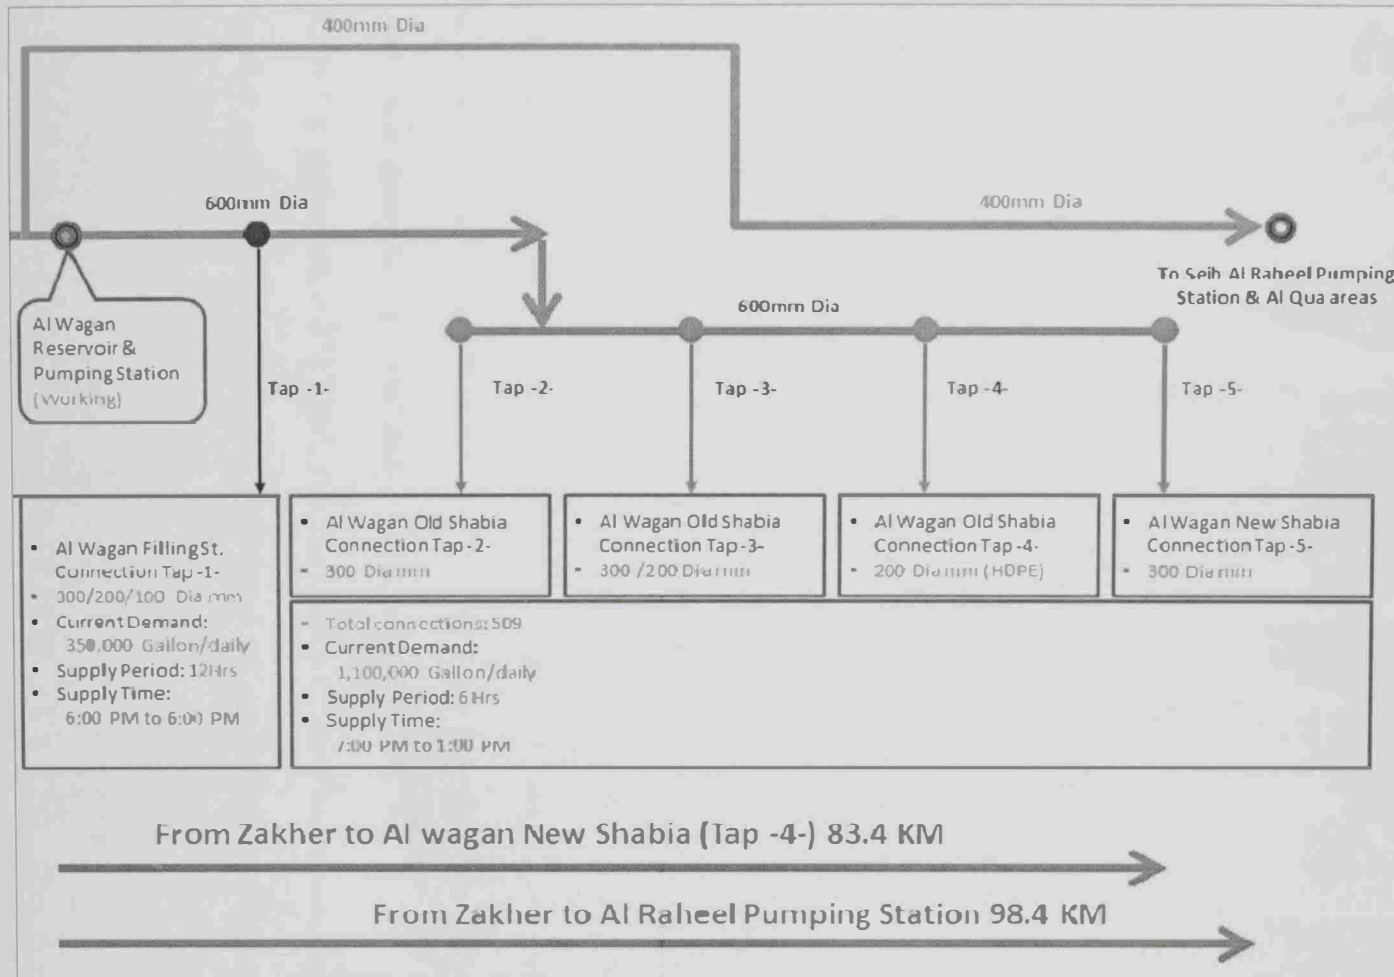 400mm Dia
600mm Dia
400mm Dia
To Seih Al Raheel Pumping
Station & Al Qua areas
Al Wagan
Reservoir &
Pumping Station
(Working)
600mm Dia
Tap -1-
Tap -2-
Tap -3-
Tap -4-
Tap -5-
• Al Wagan Filling St.
Connection Tap -1-
• 300/200/100 Dia mm
• Current Demand:
350,000 Gallon/daily
• Supply Period: 12Hrs
• Supply Time:
6:00 PM to 6:00 PM
• Al Wagan Old Shabia
Connection Tap -2-
• 300 Dia mm
• Al Wagan Old Shabia
Connection Tap -3-
• 300 /200 Dia mm
• Al Wagan Old Shabia
Connection Tap -4-
• 200 Dia mm (HDPE)
• Al Wagan New Shabia
Connection Tap -5-
• 300 Dia mm
• Total connections: 509
• Current Demand:
1,100,000 Gallon/daily
• Supply Period: 6 Hrs
• Supply Time:
7:00 PM to 1:00 PM
From Zakher to Al wagan New Shabia (Tap -4-) 83.4 KM
From Zakher to Al Raheel Pumping Station 98.4 KM